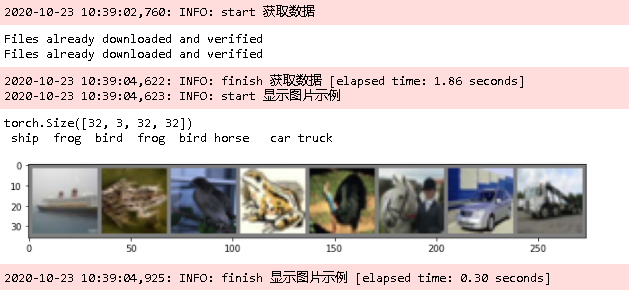 2020-10-23 10:39:02,760: INFO: start 获取数据
Files already downloaded and verified
Files already downloaded and verified
2020-10-23 10:39:04,622: INFO: finish 获取数据 [elapsed time: 1.86 seconds]
2020-10-23 10:39:04,623: INFO: start 显示图片示例
torch.Size([32, 3, 32, 32])
ship frog bird frog bird horse car truck
0
10
20
30
0 50 100 150 200 250
2020-10-23 10:39:04,925: INFO: finish 显示图片示例 [elapsed time: 0.30 seconds]